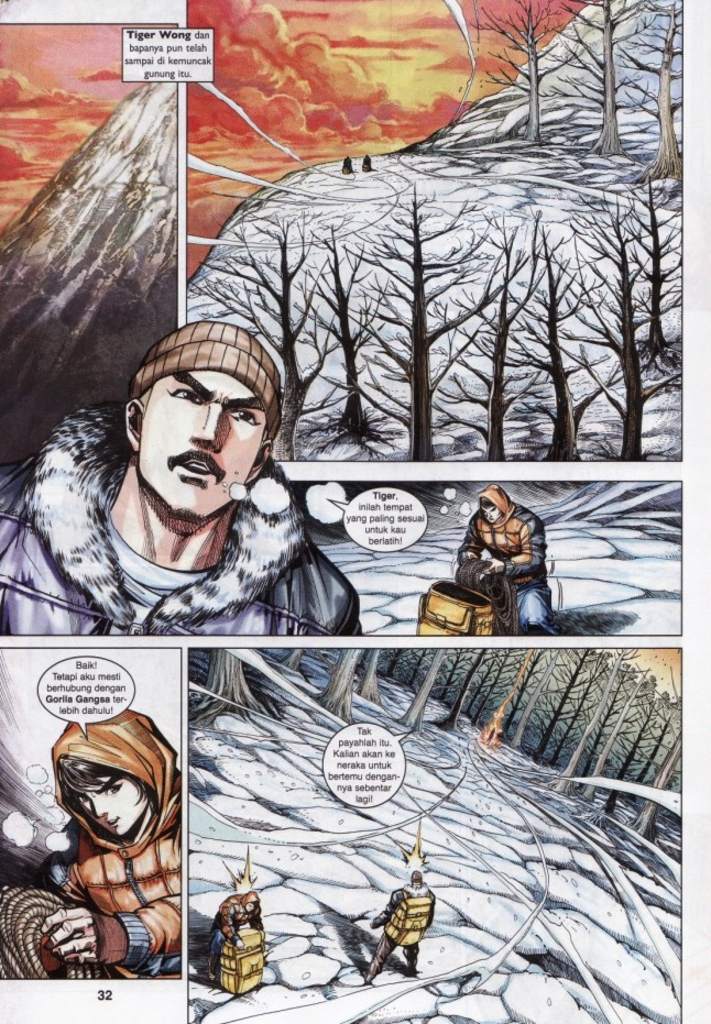 Tiger Wong dan
bapanya pun telah
sampai di kemuncak
gunung itu.
Tiger,
inilah tempat
yang paling sesuai
untuk kau
berlatih!
Baik!
Tetapi aku mesti
berhubung dengan
Gorila Gangsa ter-
lebih dahulu!
Tak
payahlah itu.
Kalian akan ke
neraka untuk
bertemu dengan-
nya sebentar
lagi!
32